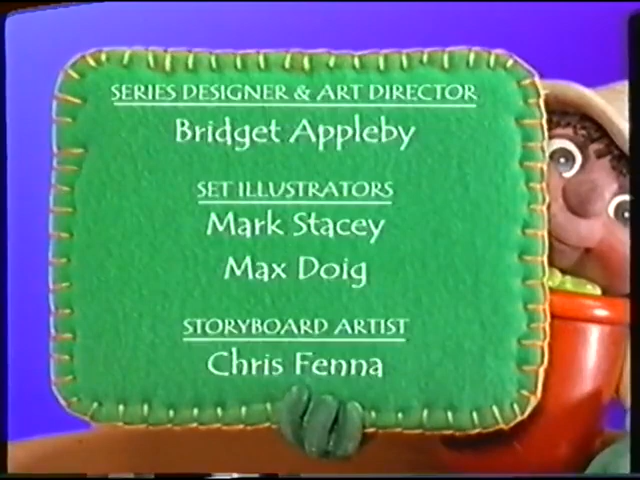 SERIES DESIGNER & ART DIRECTOR
Bridget Appleby
SET ILLUSTRATORS
Mark Stacey
Max Doig
STORYBOARD ARTIST
Chris Fenna